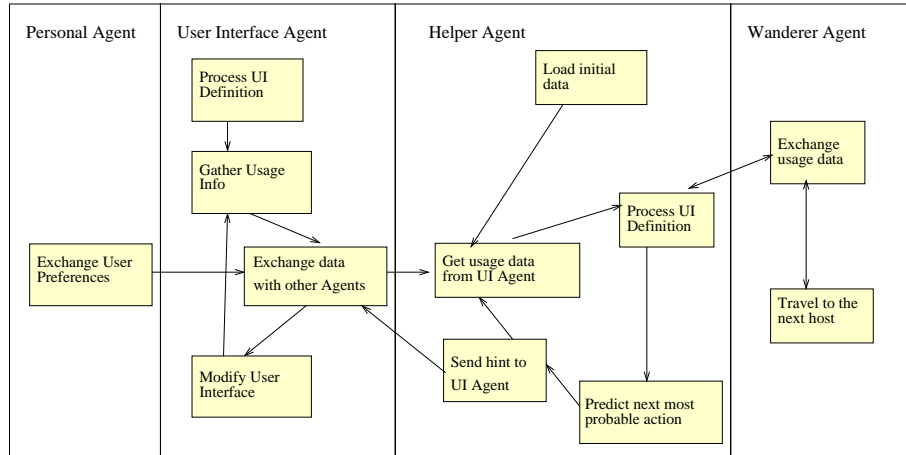 Personal Agent
User Interface Agent
Helper Agent
Wanderer Agent
Process UI
Definition
Load initial
data
Gather Usage
Info
Exchange
usage data
Process UI
Definition
Exchange User
Preferences
Exchange data
with other Agents
Get usage data
from UI Agent
Travel to the
next host
Modify User
Interface
Send hint to
UI Agent
Predict next most
probable action